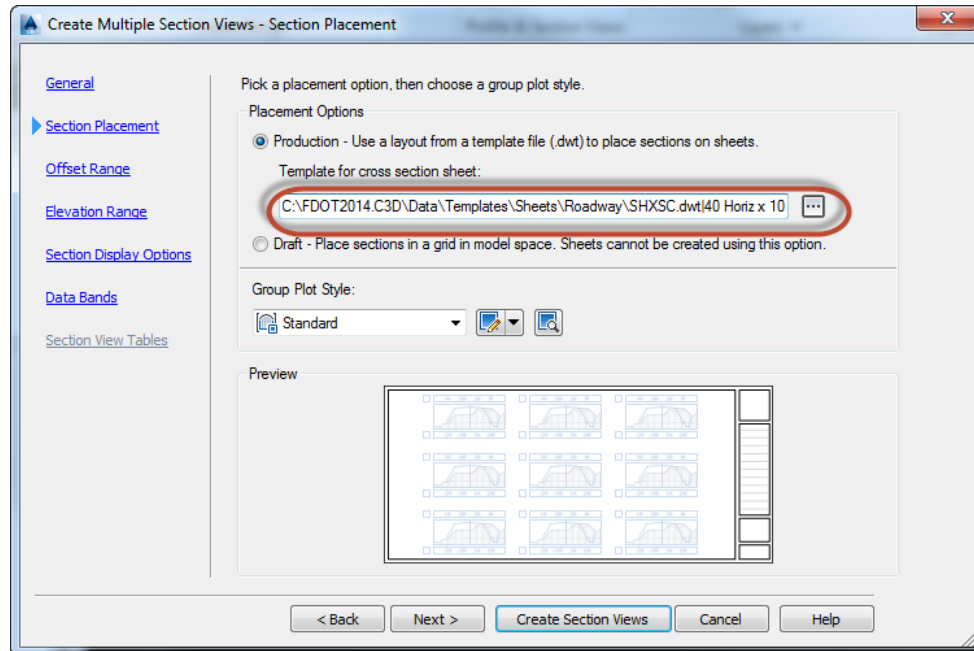 Create Multiple Section Views - Section Placement
General
Section Placement
Offset Range
Elevation Range
Section Display Options
Data Bands
Section View Tables
Pick a placement option, then choose a group plot style.
Placement Options
Production - Use a layout from a template file (.dwt) to place sections on sheets.
Template for cross section sheet:
C:\FDOT2014.C3D\Data\Templates\Sheets\Roadway\SHXSC.dwt|40 Horiz x 10
Draft - Place sections in a grid in model space. Sheets cannot be created using this option.
Group Plot Style:
Standard
Preview
< Back Next > Create Section Views Cancel Help